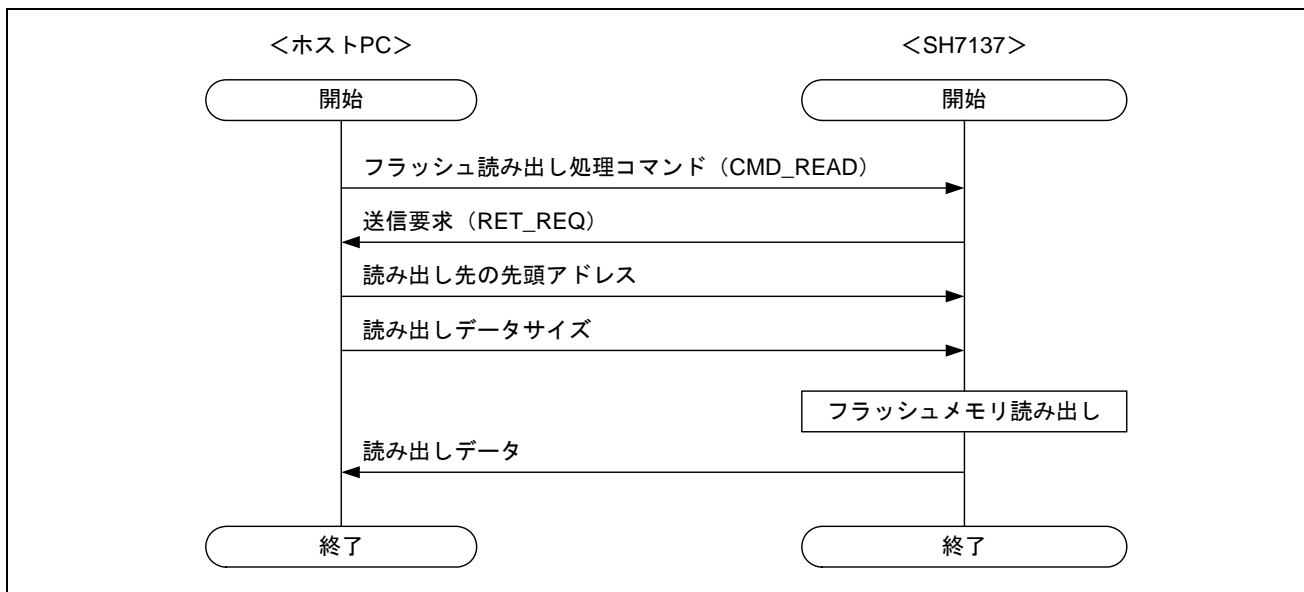 ＜ホストPC＞
＜SH7137＞
開始
開始
フラッシュ読み出し処理コマンド（CMD_READ）
送信要求（RET_REQ）
読み出し先の先頭アドレス
読み出しデータサイズ
フラッシュメモリ読み出し
読み出しデータ
終了
終了